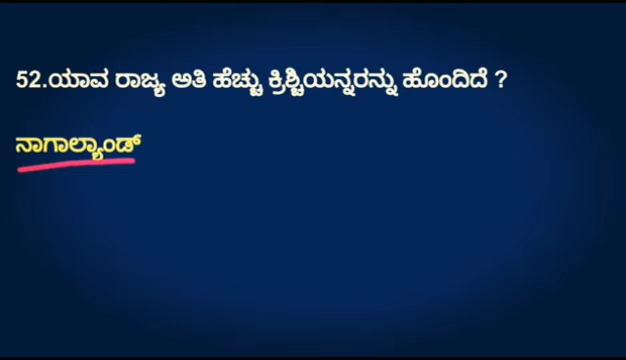 52.ಯಾವ ರಾಜ್ಯ ಅತಿ ಹೆಚ್ಚು ಕ್ರಿಶ್ಚಿಯನ್ನರನ್ನು ಹೊಂದಿದೆ ?
ನಾಗಾಲ್ಯಾಂಡ್